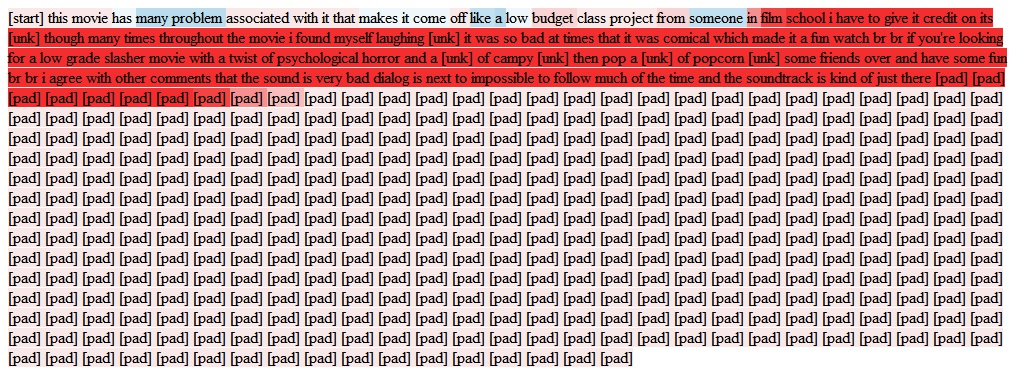 [start] this movie has many problem associated with it that makes it come off like a low budget class project from someone in film school i have to give it credit on its
[unk] though many times throughout the movie i found myself laughing [unk] it was so bad at times that it was comical which made it a fun watch br br if you're looking
for a low grade slasher movie with a twist of psychological horror and a [unk] of campy [unk] then pop a [unk] of popcorn [unk] some friends over and have some fun
br br i agree with other comments that the sound is very bad dialog is next to impossible to follow much of the time and the soundtrack is kind of just there [pad] [pad]
[pad] [pad] [pad] [pad] [pad] [pad] [pad] [pad] [pad] [pad] [pad] [pad] [pad] [pad] [pad] [pad] [pad] [pad] [pad] [pad] [pad] [pad] [pad] [pad] [pad] [pad] [pad]
[pad] [pad] [pad] [pad] [pad] [pad] [pad] [pad] [pad] [pad] [pad] [pad] [pad] [pad] [pad] [pad] [pad] [pad] [pad] [pad] [pad] [pad] [pad] [pad] [pad] [pad] [pad]
[pad] [pad] [pad] [pad] [pad] [pad] [pad] [pad] [pad] [pad] [pad] [pad] [pad] [pad] [pad] [pad] [pad] [pad] [pad] [pad] [pad] [pad] [pad] [pad] [pad] [pad] [pad]
[pad] [pad] [pad] [pad] [pad] [pad] [pad] [pad] [pad] [pad] [pad] [pad] [pad] [pad] [pad] [pad] [pad] [pad] [pad] [pad] [pad] [pad] [pad] [pad] [pad] [pad] [pad]
[pad] [pad] [pad] [pad] [pad] [pad] [pad] [pad] [pad] [pad] [pad] [pad] [pad] [pad] [pad] [pad] [pad] [pad] [pad] [pad] [pad] [pad] [pad] [pad] [pad] [pad] [pad]
[pad] [pad] [pad] [pad] [pad] [pad] [pad] [pad] [pad] [pad] [pad] [pad] [pad] [pad] [pad] [pad] [pad] [pad] [pad] [pad] [pad] [pad] [pad] [pad] [pad] [pad] [pad]
[pad] [pad] [pad] [pad] [pad] [pad] [pad] [pad] [pad] [pad] [pad] [pad] [pad] [pad] [pad] [pad] [pad] [pad] [pad] [pad] [pad] [pad] [pad] [pad] [pad] [pad] [pad]
[pad] [pad] [pad] [pad] [pad] [pad] [pad] [pad] [pad] [pad] [pad] [pad] [pad] [pad] [pad] [pad] [pad] [pad] [pad] [pad] [pad] [pad] [pad] [pad] [pad] [pad] [pad]
[pad] [pad] [pad] [pad] [pad] [pad] [pad] [pad] [pad] [pad] [pad] [pad] [pad] [pad] [pad] [pad] [pad] [pad] [pad] [pad] [pad] [pad] [pad] [pad] [pad] [pad] [pad]
[pad] [pad] [pad] [pad] [pad] [pad] [pad] [pad] [pad] [pad] [pad] [pad] [pad] [pad] [pad] [pad] [pad] [pad] [pad] [pad] [pad] [pad] [pad] [pad] [pad] [pad] [pad]
[pad] [pad] [pad] [pad] [pad] [pad] [pad] [pad] [pad] [pad] [pad] [pad] [pad] [pad] [pad] [pad] [pad] [pad] [pad] [pad] [pad] [pad] [pad] [pad] [pad] [pad] [pad]
[pad] [pad] [pad] [pad] [pad] [pad] [pad] [pad] [pad] [pad] [pad] [pad] [pad] [pad] [pad] [pad] [pad] [pad] [pad] [pad] [pad] [pad] [pad] [pad] [pad] [pad] [pad]
[pad] [pad] [pad] [pad] [pad] [pad] [pad] [pad] [pad] [pad] [pad] [pad] [pad] [pad] [pad] [pad] [pad] [pad] [pad] [pad] [pad] [pad] [pad] [pad] [pad] [pad] [pad]
[pad] [pad] [pad] [pad] [pad] [pad] [pad] [pad] [pad] [pad] [pad] [pad] [pad] [pad] [pad] [pad] [pad]